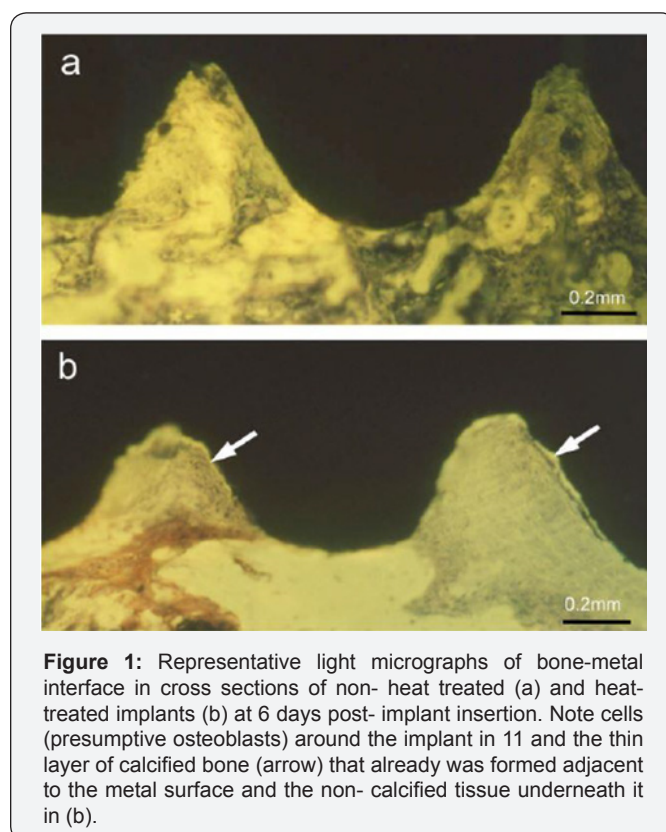 a
0.2mm
b
0.2mm
Figure 1: Representative light micrographs of bone-metal
interface in cross sections of non- heat treated (a) and heat-
treated implants (b) at 6 days post- implant insertion. Note cells
(presumptive osteoblasts) around the implant in 11 and the thin
layer of calcified bone (arrow) that already was formed adjacent
to the metal surface and the non- calcified tissue underneath it
in (b).